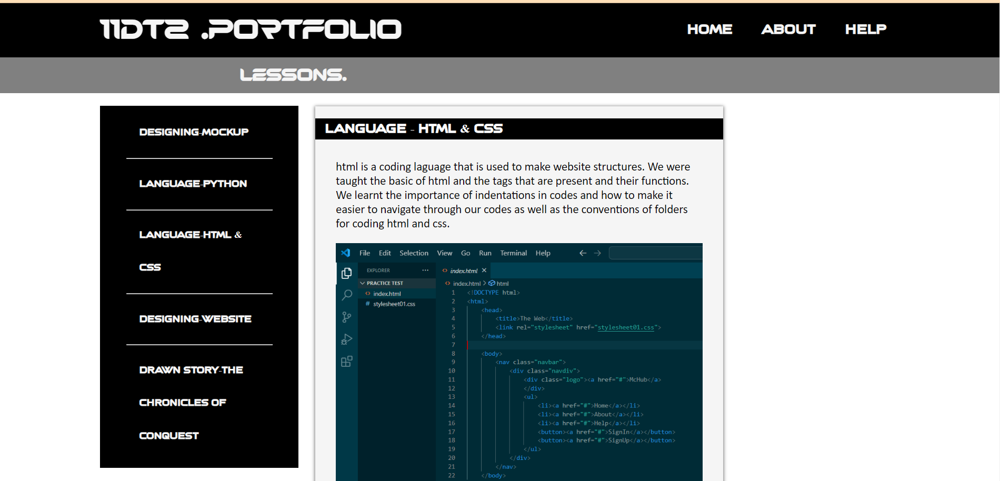 11DT2 .PORTFOLIO
HOME ABOUT HELP
LESSONS.
DESIGNING-MOCKUP
LANGUAGE-PYTHON
LANGUAGE-HTML &
CSS
DESIGNING-WEBSITE
DRAWN STORY-THE
CHRONICLES OF
CONQUEST
LANGUAGE - HTML & CSS
html is a coding laguage that is used to make website structures. We were
taught the basic of html and the tags that are present and their functions.
We learnt the importance of indentations in codes and how to make it
easier to navigate through our codes as well as the conventions of folders
for coding html and css.
File Edit Selection View Go Run Terminal Help
EXPLORER ···
PRACTICE TEST
<> index.html
# stylesheet01.css
<> index.html ×
<> index.html > html
1 <!DOCTYPE html>
2 <html>
3 <head>
4 <title>The Web</title>
5 <link rel="stylesheet" href="stylesheet01.css">
6 </head>
7
8 <body>
9 <nav class="navbar">
10 <div class="navdiv">
11 <div class="logo"><a href="#">McHub</a>
12 </div>
13 <ul>
14 <li><a href="#">Home</a></li>
15 <li><a href="#">About</a></li>
16 <li><a href="#">Help</a></li>
17 <button><a href="#">SignIn</a></button>
18 <button><a href="#">SignUp</a></button>
19 </ul>
20 </div>
21 </nav>
22 </body>